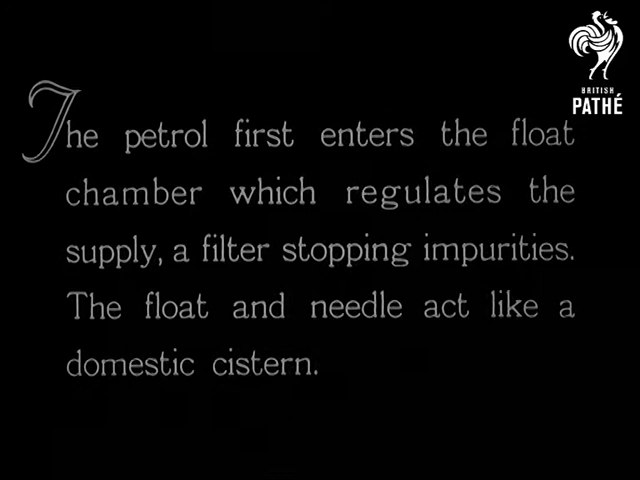 BRITISH
PATHÉ
The petrol first enters the float
chamber which regulates the
supply, a filter stopping impurities.
The float and needle act like a
domestic cistern.